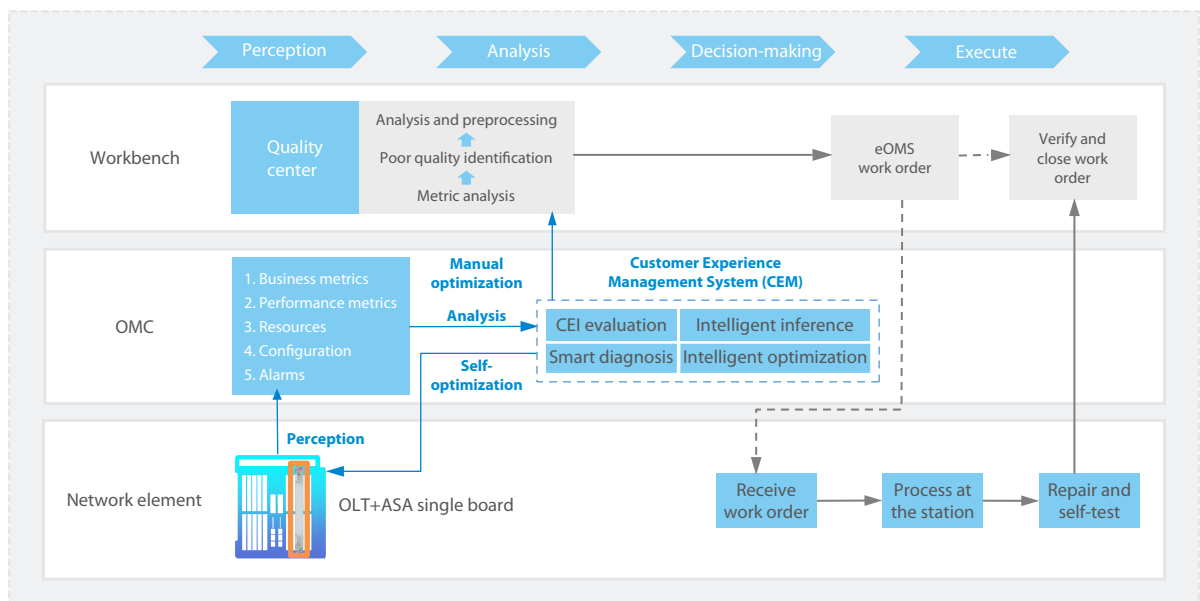 Perception
Analysis
Decision-making
Execute
Workbench
Quality
center
Analysis and preprocessing
Poor quality identification
Metric analysis
eOMS
work order
Verify and
close work
order
OMC
1. Business metrics
2. Performance metrics
3. Resources
4. Configuration
5. Alarms
Manual
optimization
Analysis
Self-
optimization
Customer Experience
Management System (CEM)
CEI evaluation
Intelligent inference
Smart diagnosis
Intelligent optimization
Perception
Network element
OLT+ASA single board
Receive
work order
Process at
the station
Repair and
self-test